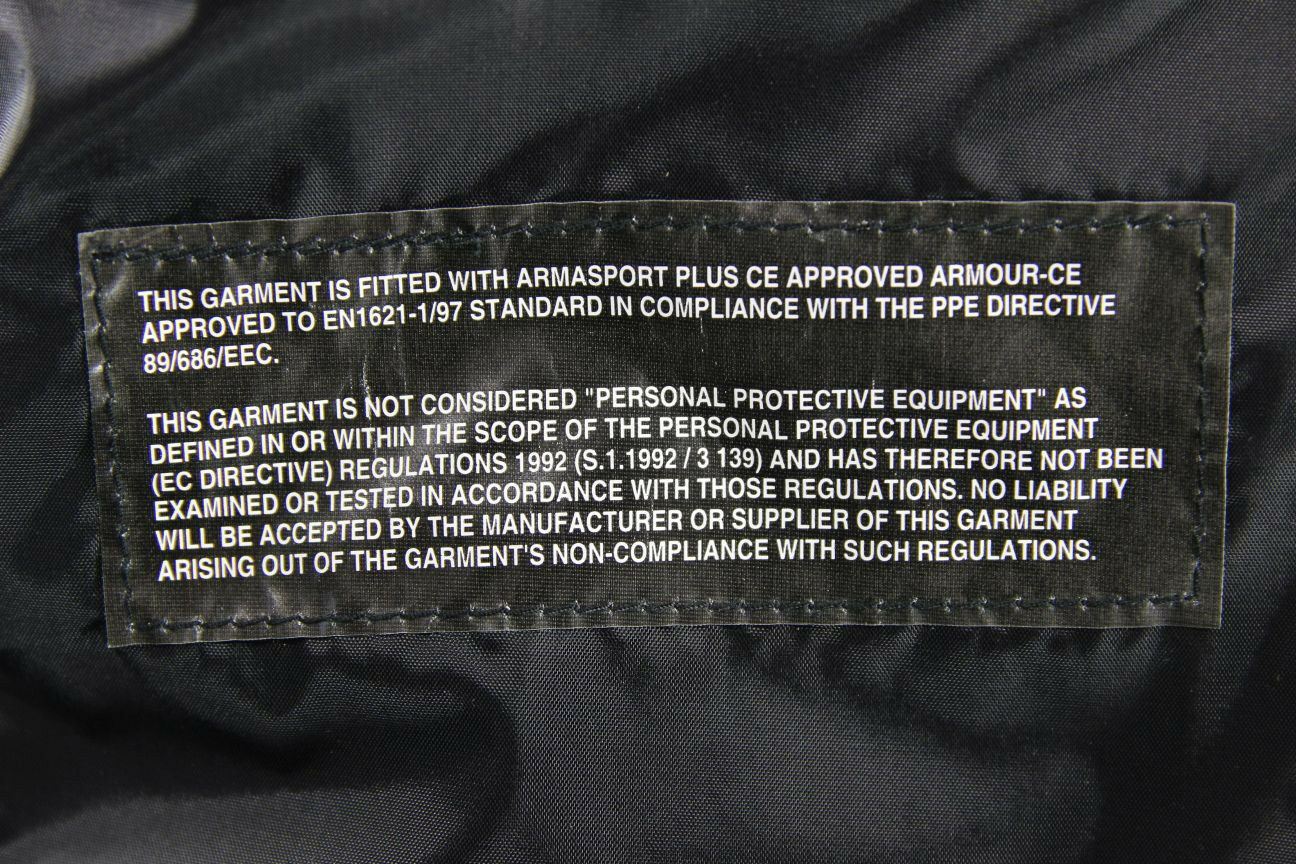 THIS GARMENT IS FITTED WITH ARMASPORT PLUS CE APPROVED ARMOUR-CE
APPROVED TO EN1621-1/97 STANDARD IN COMPLIANCE WITH THE PPE DIRECTIVE
89/686/EEC.
THIS GARMENT IS NOT CONSIDERED "PERSONAL PROTECTIVE EQUIPMENT" AS
DEFINED IN OR WITHIN THE SCOPE OF THE PERSONAL PROTECTIVE EQUIPMENT
(EC DIRECTIVE) REGULATIONS 1992 (S.1.1992 / 3 139) AND HAS THEREFORE NOT BEEN
EXAMINED OR TESTED IN ACCORDANCE WITH THOSE REGULATIONS. NO LIABILITY
WILL BE ACCEPTED BY THE MANUFACTURER OR SUPPLIER OF THIS GARMENT
ARISING OUT OF THE GARMENT'S NON-COMPLIANCE WITH SUCH REGULATIONS.